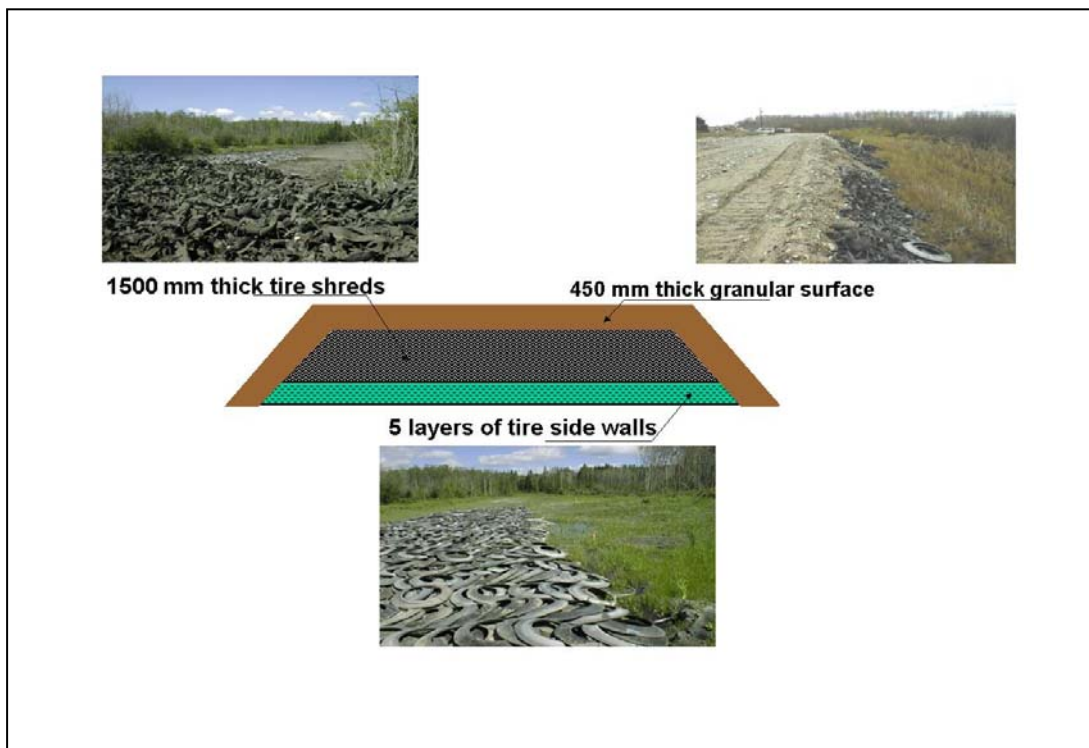 1500 mm thick tire shreds
450 mm thick granular surface
5 layers of tire side walls